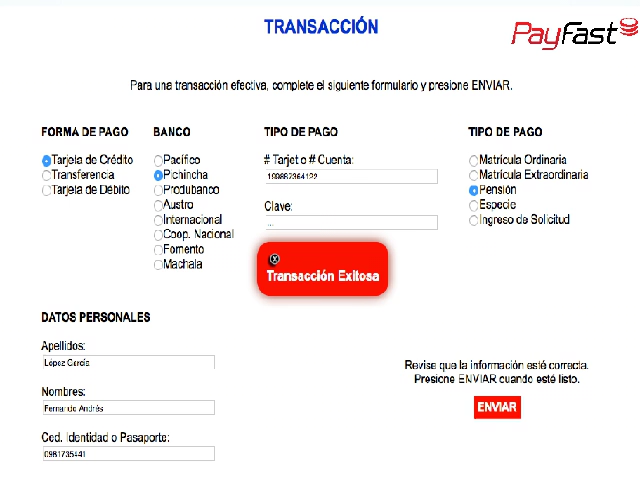 TRANSACCIÓN
PayFast
Para una transacción efectiva, complete el siguiente formulario y presione ENVIAR.
FORMA DE PAGO
Tarjeta de Crédito
Transferencia
Tarjeta de Débito
BANCO
Pacífico
Pichincha
Produbanco
Austro
Internacional
Coop. Nacional
Fomento
Machala
TIPO DE PAGO
# Tarjet o # Cuenta:
199887364122
Clave:
...
TIPO DE PAGO
Matrícula Ordinaria
Matrícula Extraordinaria
Pensión
Especie
Ingreso de Solicitud
X
Transacción Exitosa
DATOS PERSONALES
Apellidos:
López García
Nombres:
Fernando Andrés
Ced. Identidad o Pasaporte:
0981735441
Revise que la información esté correcta.
Presione ENVIAR cuando esté listo.
ENVIAR